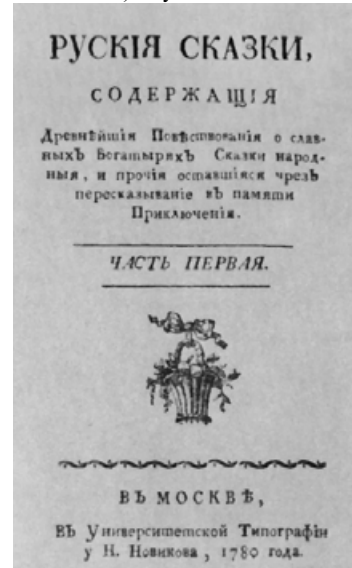 РУСКІЯ СКАЗКИ,
СОДЕРЖАЩІЯ
Древнѣйшія Повѣствованія о слав-
ныхъ Богатыряхъ Сказки народ-
ныя, и прочія оставшіяся чрезъ
пересказываніе въ памяти
Приключенія.
ЧАСТЬ ПЕРВАЯ.
ВЪ МОСКВѢ,
ВЪ Университетской Типографіи
у Н. Новикова, 1780 года.